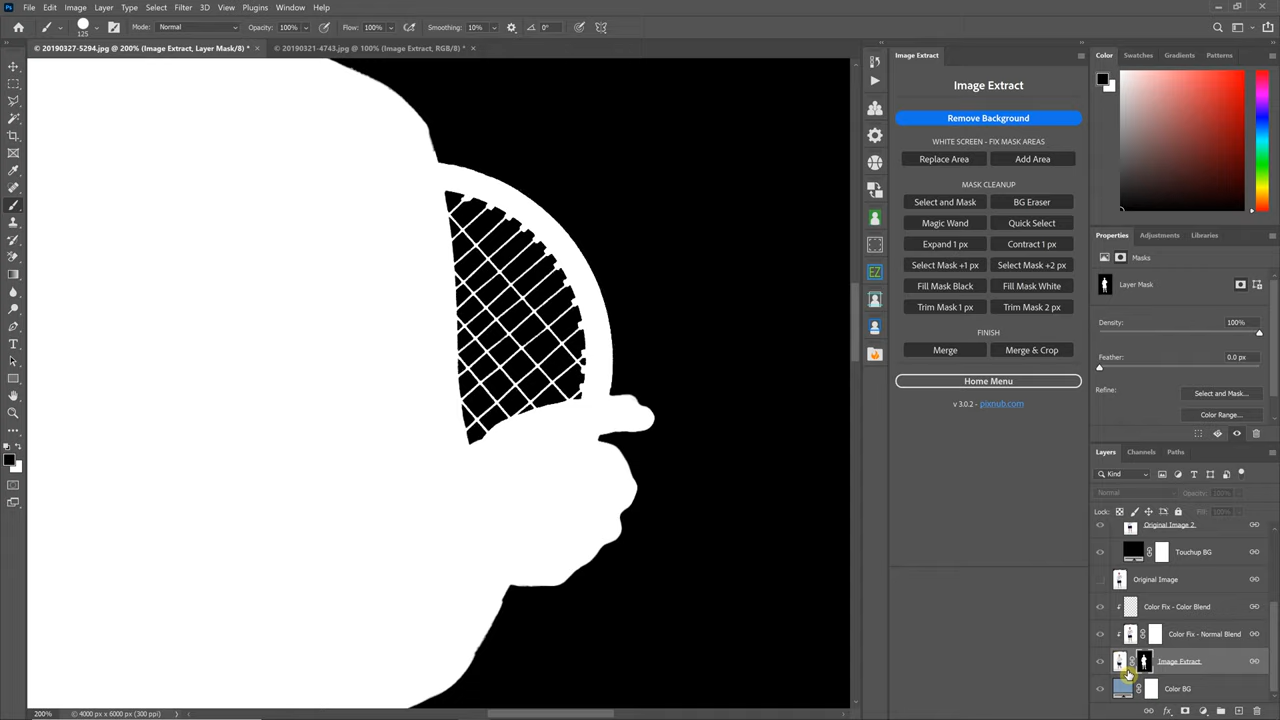 Ps File Edit Image Layer Type Select Filter 3D View Plugins Window Help
Mode: Normal Opacity: 100% Flow: 100% Smoothing: 10% 0°
125
© 20190327-5294.jpg @ 200% (Image Extract, Layer Mask/8) * × © 20190321-4743.jpg @ 100% (Image Extract, RGB/8) * ×
Image Extract
Image Extract
Remove Background
WHITE SCREEN - FIX MASK AREAS
Replace Area Add Area
MASK CLEANUP
Select and Mask BG Eraser
Magic Wand Quick Select
Expand 1 px Contract 1 px
Select Mask +1 px Select Mask +2 px
Fill Mask Black Fill Mask White
Trim Mask 1 px Trim Mask 2 px
FINISH
Merge Merge & Crop
Home Menu
v 3.0.2 - pixnub.com
EZ
Color Swatches Gradients Patterns
Properties Adjustments Libraries
Masks
Layer Mask
Density: 100%
Feather: 0.0 px
Refine: Select and Mask...
Color Range...
Layers Channels Paths
Kind
Normal Opacity: 100%
Lock: Fill: 100%
Original Image 2
Touchup BG
Original Image
Color Fix - Color Blend
Color Fix - Normal Blend
Image Extract
Color BG
200% © 4000 px x 6000 px (300 ppi)